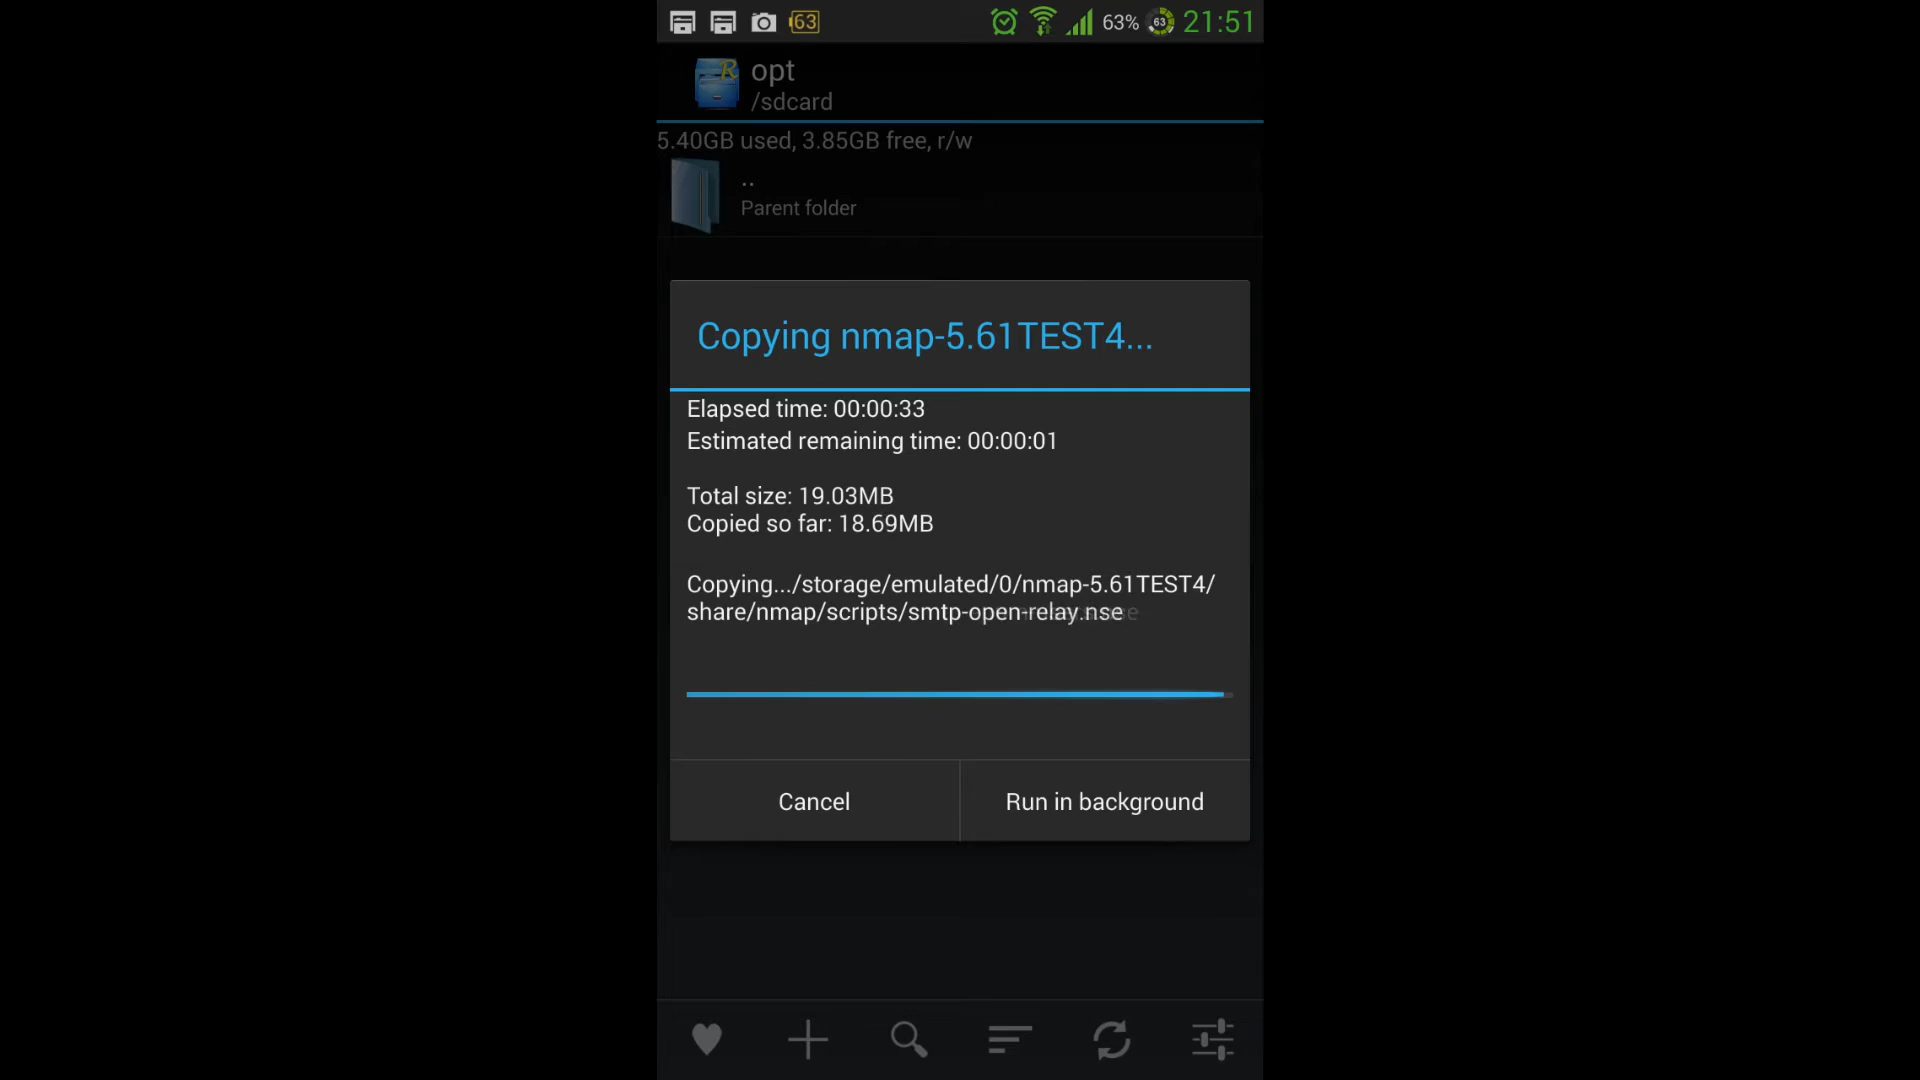 63 63% 63 21:51
R
opt
/sdcard
5.40GB used, 3.85GB free, r/w
..
Parent folder
Copying nmap-5.61TEST4...
Elapsed time: 00:00:33
Estimated remaining time: 00:00:01
Total size: 19.03MB
Copied so far: 18.69MB
Copying.../storage/emulated/0/nmap-5.61TEST4/
share/nmap/scripts/smtp-open-relay.nse
Cancel Run in background